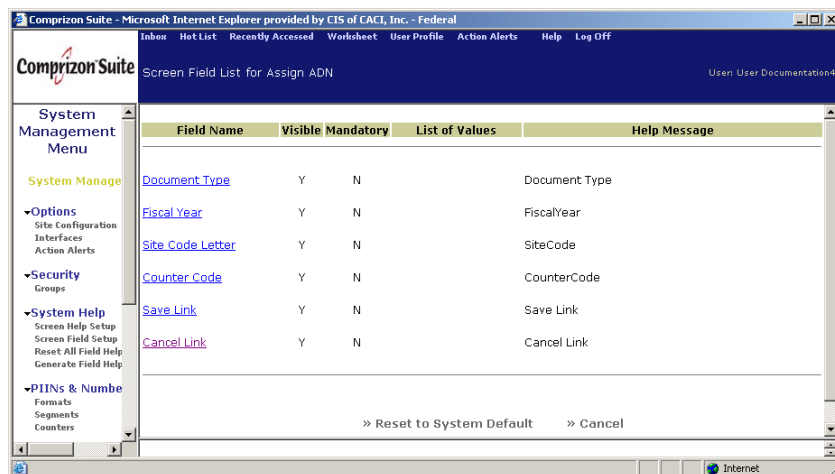 Comprizon Suite - Microsoft Internet Explorer provided by CIS of CACI, Inc. - Federal
Inbox Hot List Recently Accessed Worksheet User Profile Action Alerts Help Log Off
Comprizon Suite
Screen Field List for Assign ADN
User: User Documentation4
System Management Menu
System Manage
Options
Site Configuration
Interfaces
Action Alerts
Security
Groups
System Help
Screen Help Setup
Screen Field Setup
Reset All Field Help
Generate Field Help
PIINs & Numbe
Formats
Segments
Counters
Field Name Visible Mandatory List of Values Help Message
Document Type Y N Document Type
Fiscal Year Y N FiscalYear
Site Code Letter Y N SiteCode
Counter Code Y N CounterCode
Save Link Y N Save Link
Cancel Link Y N Cancel Link
» Reset to System Default » Cancel
Internet